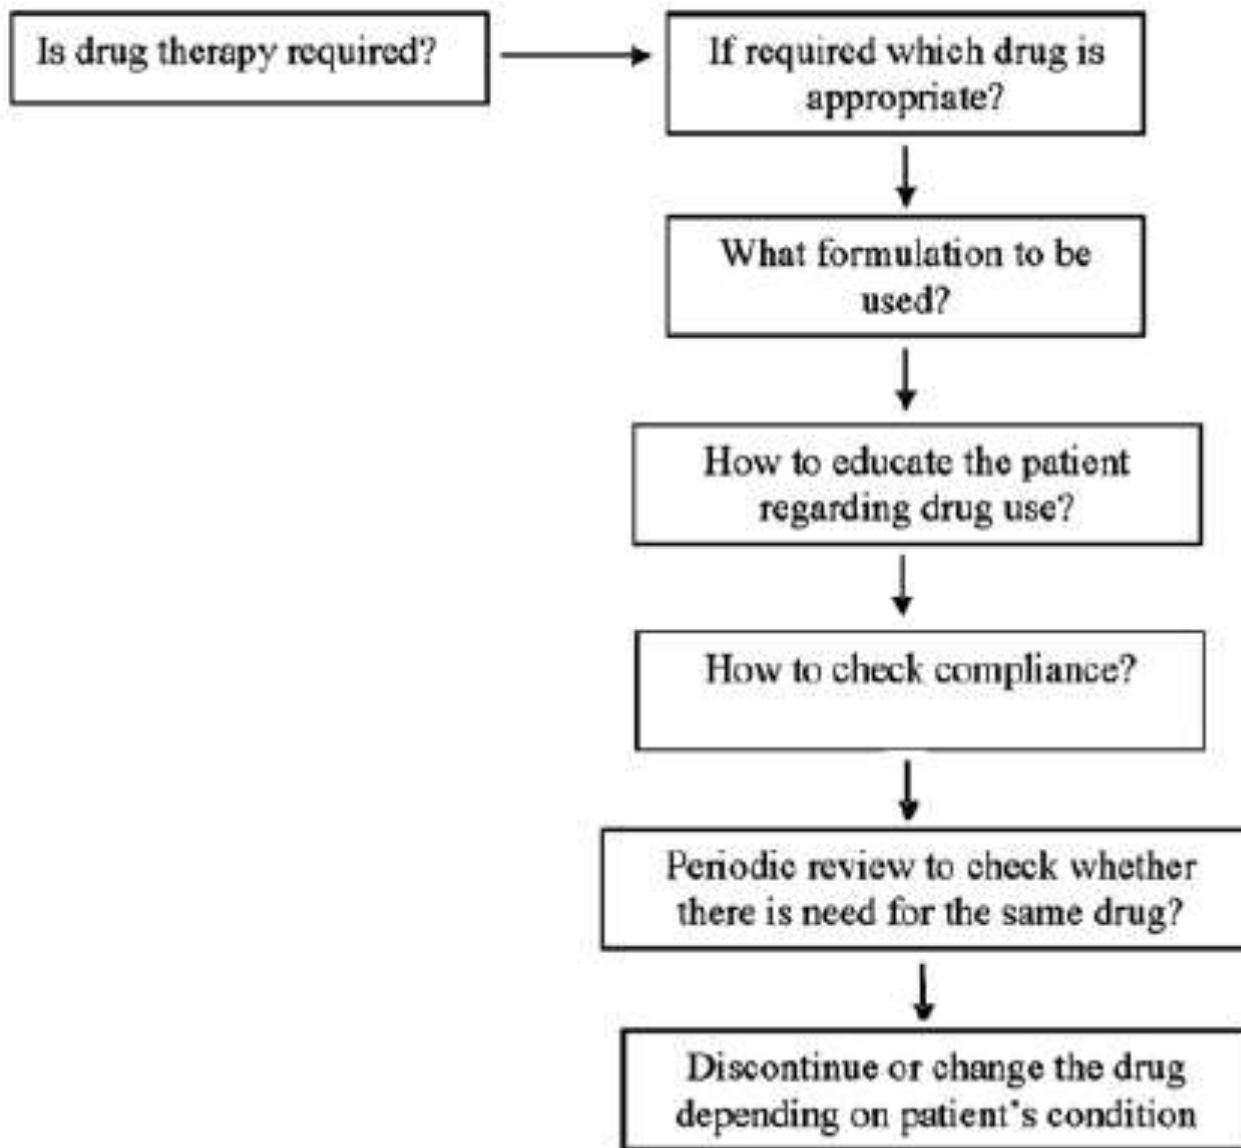 Is drug therapy required?
If required which drug is
appropriate?
What formulation to be
used?
How to educate the patient
regarding drug use?
How to check compliance?
Periodic review to check whether
there is need for the same drug?
Discontinue or change the drug
depending on patient's condition